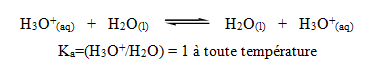 H3O⁺(aq) + H2O(l) ⇌ H2O(l) + H3O⁺(aq)
Ka=(H3O⁺/H2O) = 1 à toute température